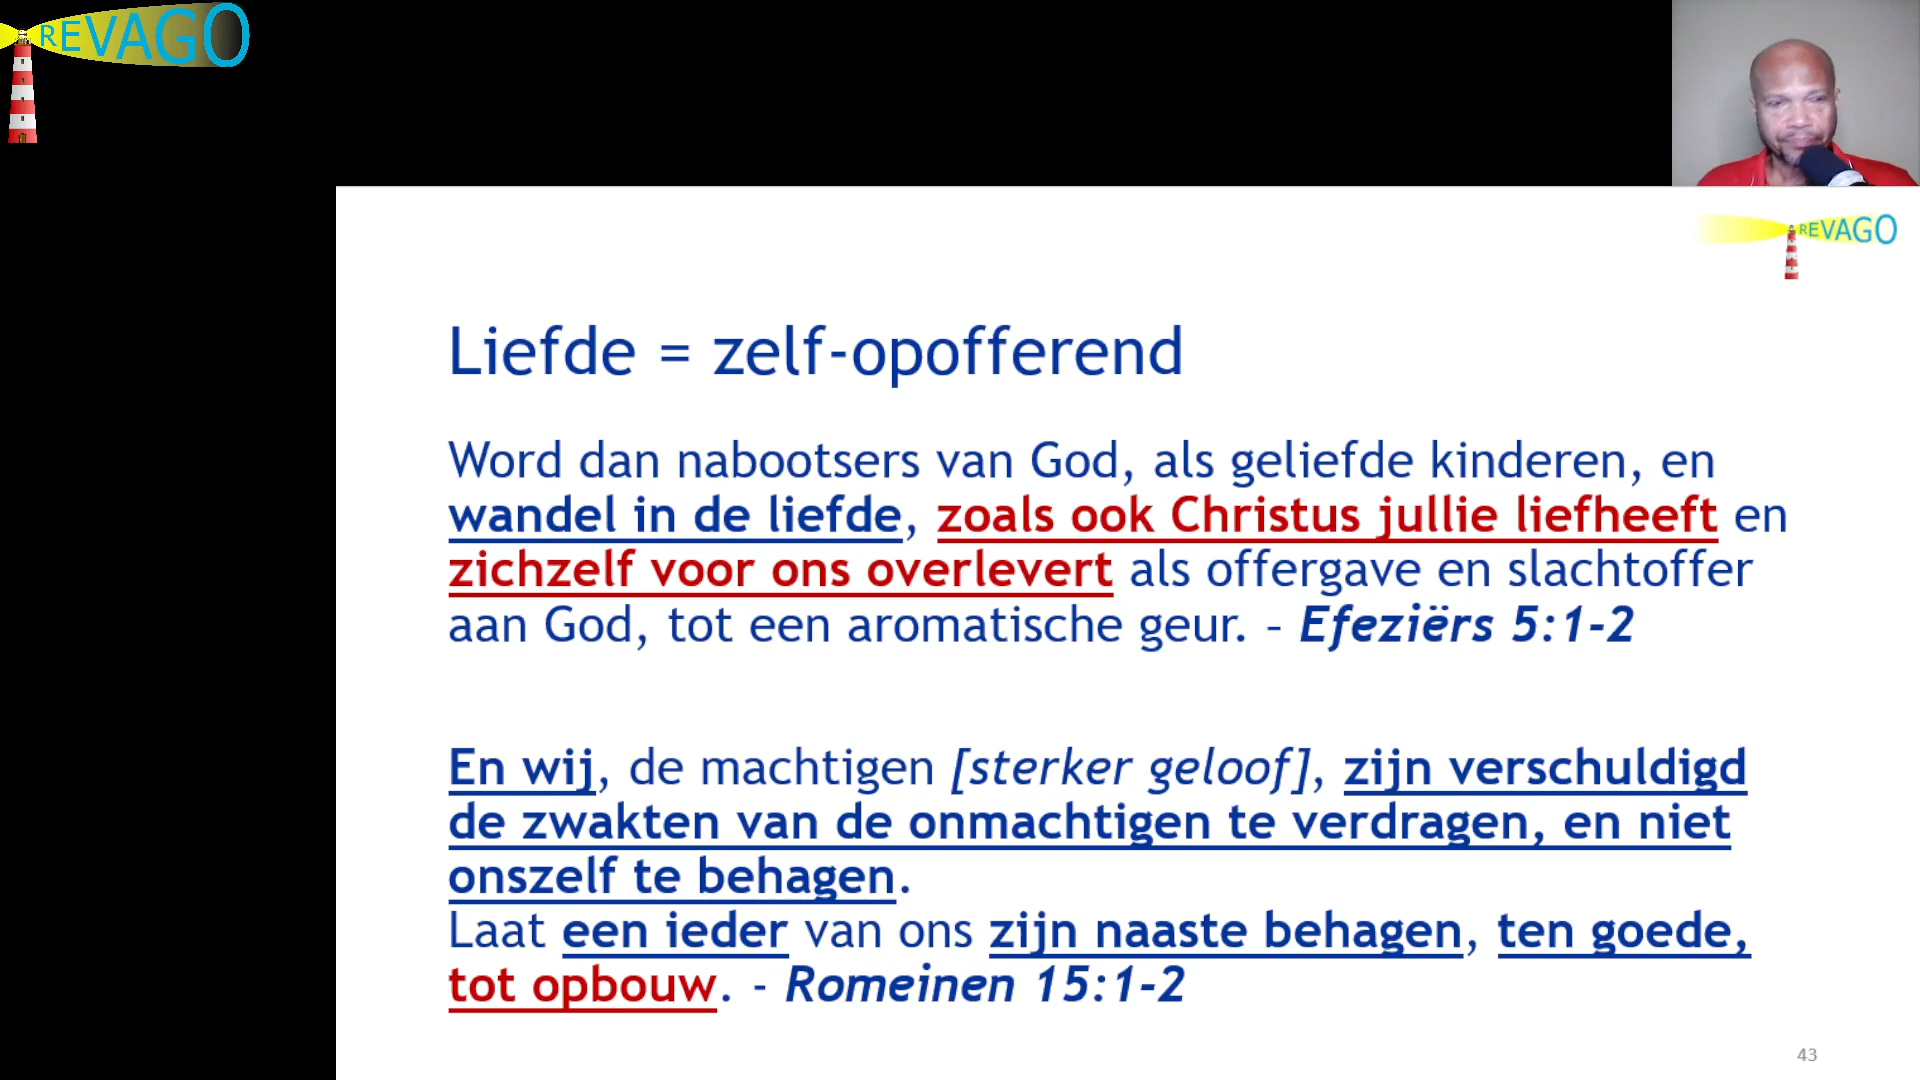 REVAGO
REVAGO
Liefde = zelf-opofferend
Word dan nabootsers van God, als geliefde kinderen, en
wandel in de liefde, zoals ook Christus jullie liefheeft en
zichzelf voor ons overlevert als offergave en slachtoffer
aan God, tot een aromatische geur. – Efeziërs 5:1-2
En wij, de machtigen [sterker geloof], zijn verschuldigd
de zwakten van de onmachtigen te verdragen, en niet
onszelf te behagen.
Laat een ieder van ons zijn naaste behagen, ten goede,
tot opbouw. - Romeinen 15:1-2
43